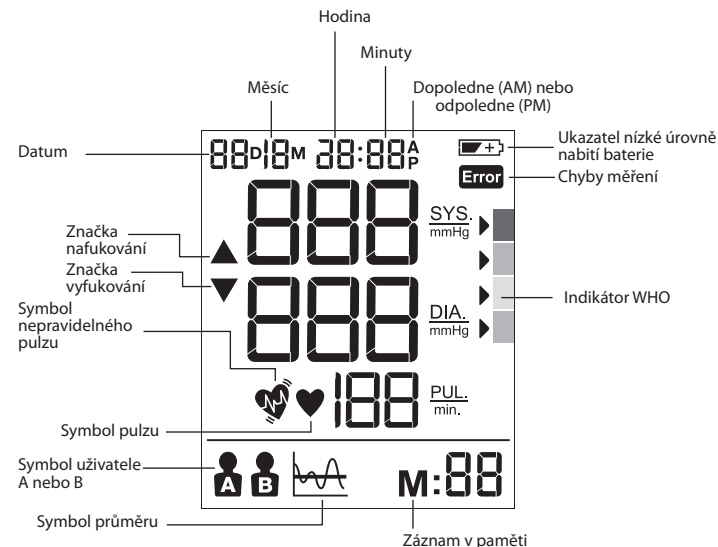 Hodina
Minuty
Měsíc
Dopoledne (AM) nebo
odpoledne (PM)
Datum
88D18M 28:88 A
P
Ukazatel nízké úrovně
nabití baterie
Error
Chyby měření
888
SYS.
mmHg
Značka
nafukování
Značka
vyfukování
Indikátor WHO
888
DIA.
mmHg
Symbol
nepravidelného
pulzu
188
PUL.
min.
Symbol pulzu
Symbol uživatele
A nebo B
A B
M:88
Symbol průměru
Záznam v paměti